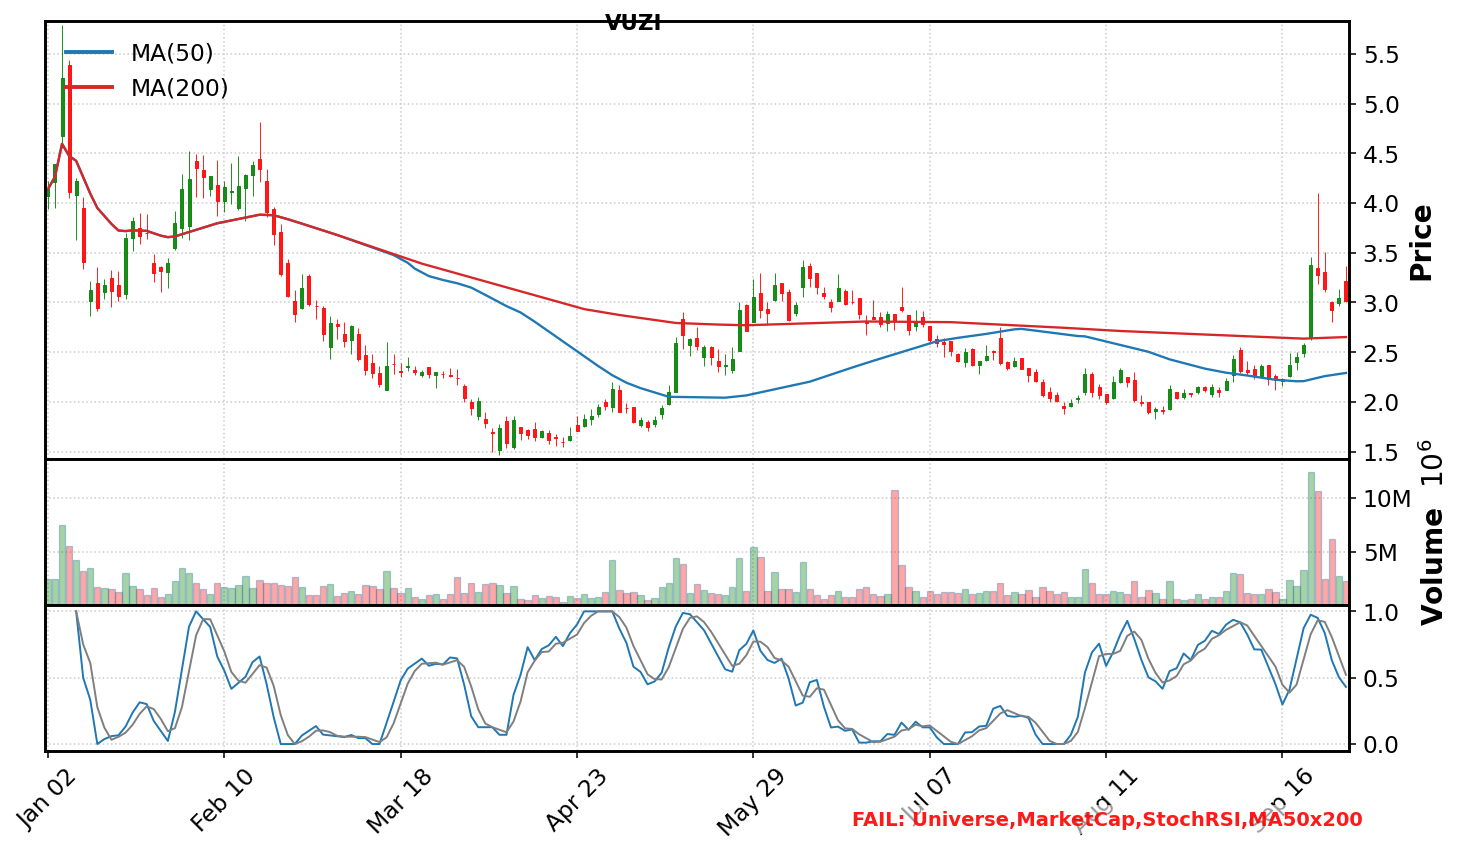 VUZI
MA(50)
MA(200)
5.5
5.0
4.5
4.0
3.5
3.0
2.5
2.0
1.5
Price
10M
5M
Volume 10^6
1.0
0.5
0.0
Jan 02
Feb 10
Mar 18
Apr 23
May 29
Jul 07
Aug 11
Sep 16
FAIL: Universe,MarketCap,StochRSI,MA50x200